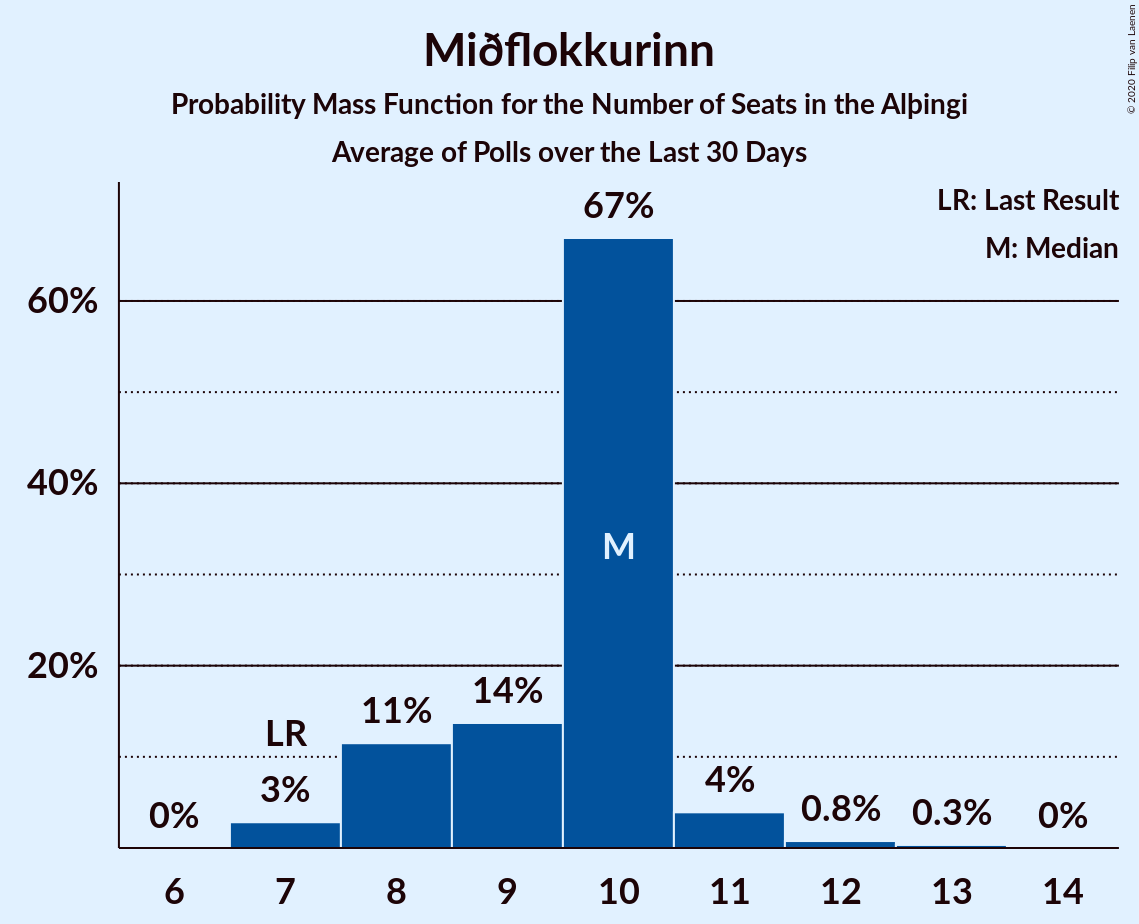 Miðflokkurinn
Probability Mass Function for the Number of Seats in the Alþingi
Average of Polls over the Last 30 Days
© 2020 Filip van Laenen
LR: Last Result
M: Median
67%
60%
40%
M
20%
14%
11%
LR
4%
3%
0%
0.8%
0.3%
0%
6 7 8 9 10 11 12 13 14